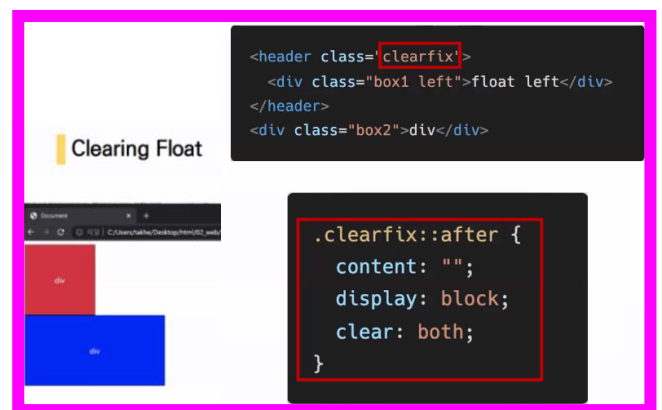 <header class="clearfix">
<div class="box1 left">float left</div>
</header>
<div class="box2">div</div>
Clearing Float
Document × +
C:/Users/takhe/Desktop/html/02_web/
div
div
.clearfix::after {
content: "";
display: block;
clear: both;
}